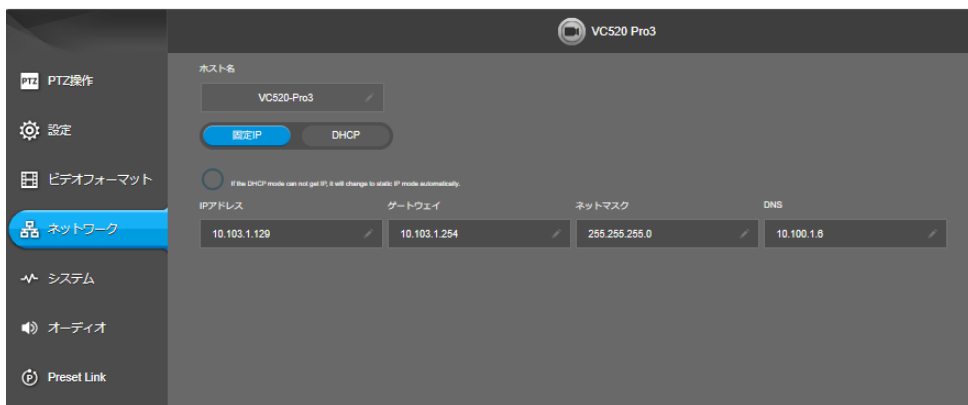 VC520 Pro3
PTZ PTZ操作
設定
ビデオフォーマット
ネットワーク
システム
オーディオ
P Preset Link
ホスト名
VC520-Pro3
固定IP DHCP
If the DHCP mode can not get IP, it will change to static IP mode automatically.
IPアドレス ゲートウェイ ネットマスク DNS
10.103.1.129 10.103.1.254 255.255.255.0 10.100.1.6